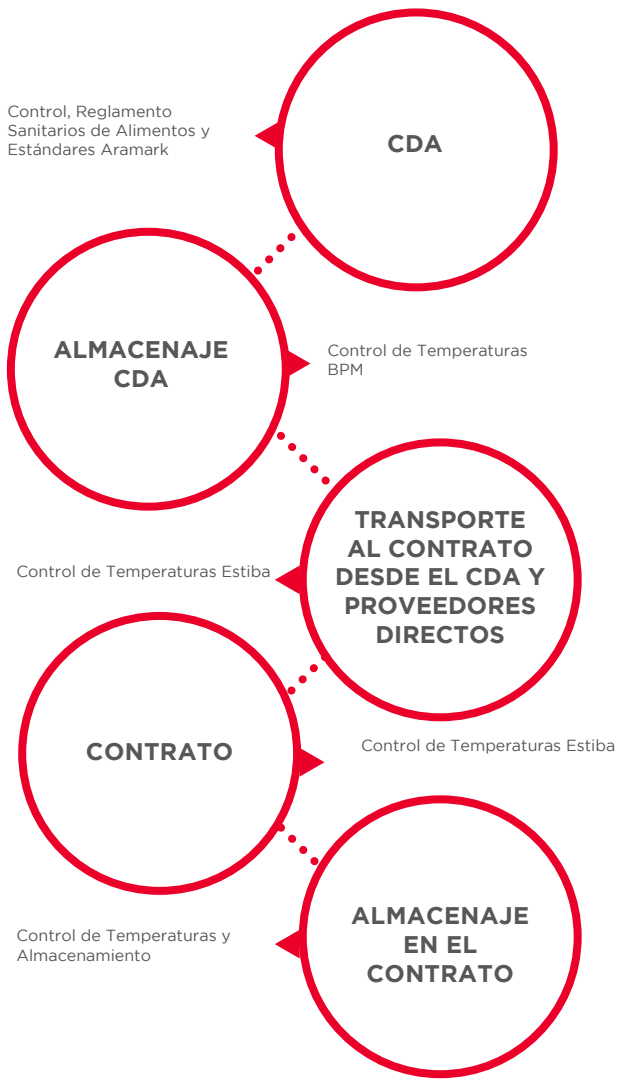 Control, Reglamento
Sanitarios de Alimentos y
Estándares Aramark
CDA
ALMACENAJE
CDA
Control de Temperaturas
BPM
TRANSPORTE
AL CONTRATO
DESDE EL CDA Y
PROVEEDORES
DIRECTOS
Control de Temperaturas Estiba
CONTRATO
Control de Temperaturas Estiba
ALMACENAJE
EN EL
CONTRATO
Control de Temperaturas y
Almacenamiento